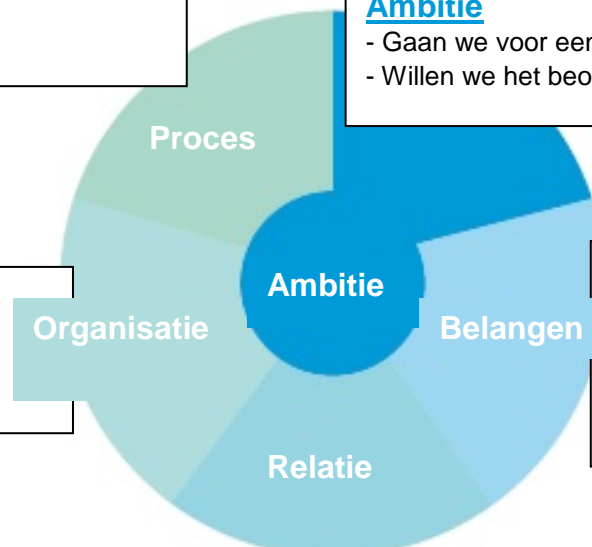 Ambitie
- Gaan we voor een
- Willen we het beo
Proces
Ambitie
Organisatie
Belangen
Relatie